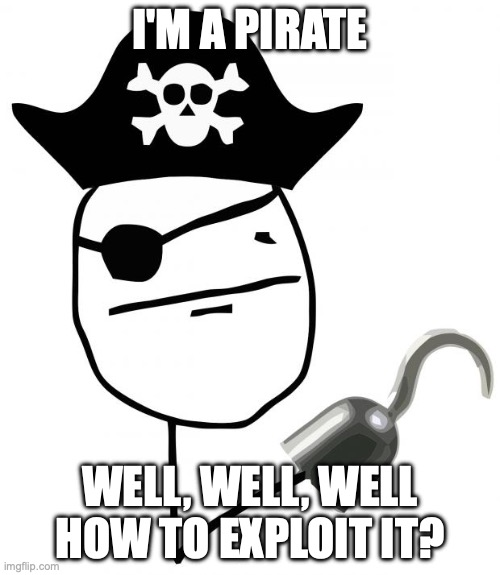 I'M A PIRATE
WELL, WELL, WELL
HOW TO EXPLOIT IT?
imgflip.com